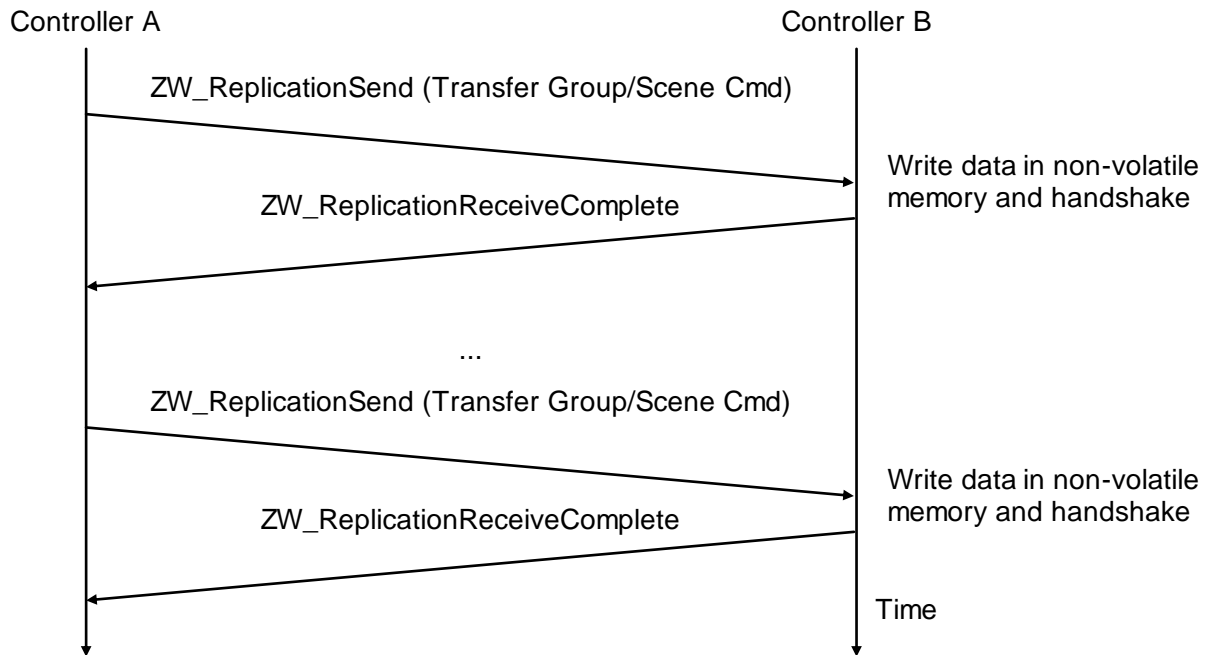 Controller A
Controller B
ZW_ReplicationSend (Transfer Group/Scene Cmd)
Write data in non-volatile
memory and handshake
ZW_ReplicationReceiveComplete
...
ZW_ReplicationSend (Transfer Group/Scene Cmd)
Write data in non-volatile
memory and handshake
ZW_ReplicationReceiveComplete
Time